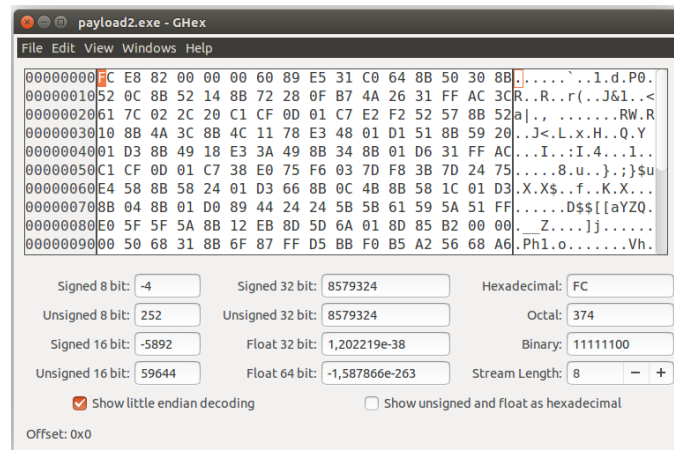 payload2.exe - GHex
File Edit View Windows Help
00000000 FC E8 82 00 00 00 60 89 E5 31 C0 64 8B 50 30 8B ......`..1.d.P0.
00000010 52 0C 8B 52 14 8B 72 28 0F B7 4A 26 31 FF AC 3C R..R..r(..J&1..<
00000020 61 7C 02 2C 20 C1 CF 0D 01 C7 E2 F2 52 57 8B 52 a|., .......RW.R
00000030 10 8B 4A 3C 8B 4C 11 78 E3 48 01 D1 51 8B 59 20 ..J<.L.x.H..Q.Y
00000040 01 D3 8B 49 18 E3 3A 49 8B 34 8B 01 D6 31 FF AC ...I..:I.4...1..
00000050 C1 CF 0D 01 C7 38 E0 75 F6 03 7D F8 3B 7D 24 75 .....8.u..}.;}$u
00000060 E4 58 8B 58 24 01 D3 66 8B 0C 4B 8B 58 1C 01 D3 .X.X$..f..K.X...
00000070 8B 04 8B 01 D0 89 44 24 24 5B 5B 61 59 5A 51 FF ......D$$[[aYZQ.
00000080 E0 5F 5F 5A 8B 12 EB 8D 5D 6A 01 8D 85 B2 00 00 .__Z....]j......
00000090 00 50 68 31 8B 6F 87 FF D5 BB F0 B5 A2 56 68 A6 .Ph1.o.......Vh.
Signed 8 bit: -4 Signed 32 bit: 8579324 Hexadecimal: FC
Unsigned 8 bit: 252 Unsigned 32 bit: 8579324 Octal: 374
Signed 16 bit: -5892 Float 32 bit: 1,202219e-38 Binary: 11111100
Unsigned 16 bit: 59644 Float 64 bit: -1,587866e-263 Stream Length: 8 − +
Show little endian decoding Show unsigned and float as hexadecimal
Offset: 0x0